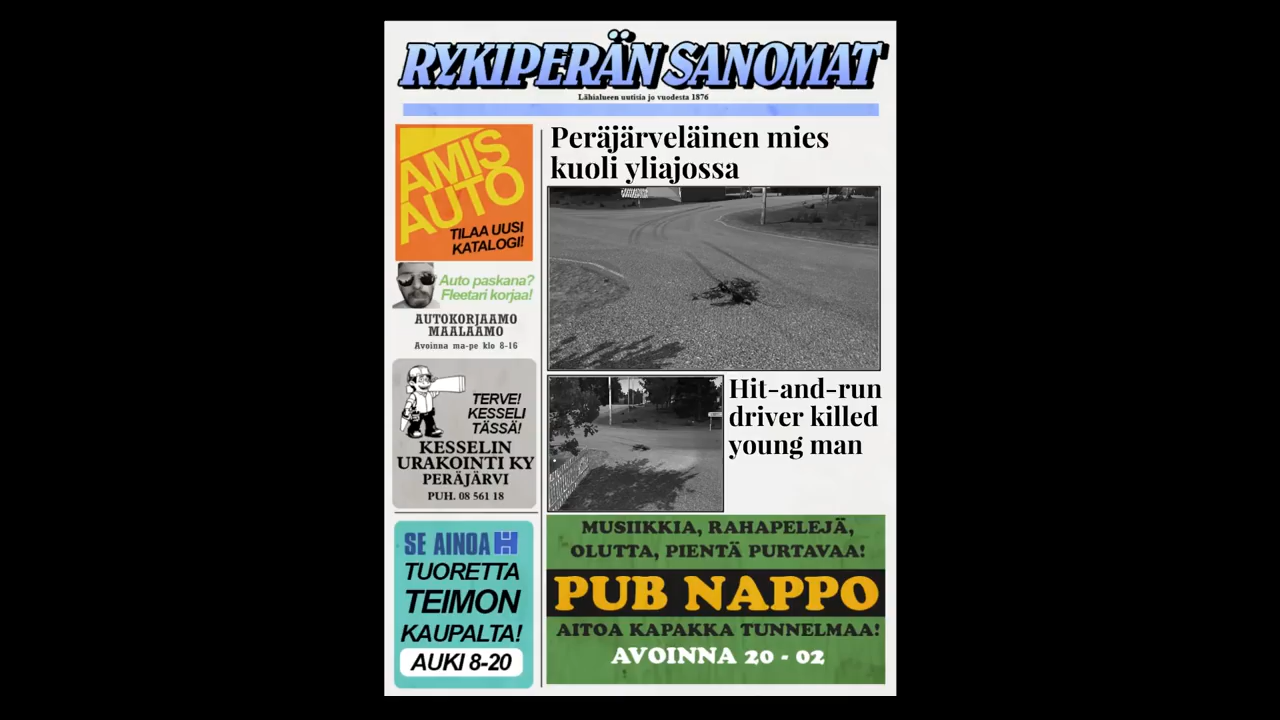 RYKIPERÄN SANOMAT
Lähialueen uutisia jo vuodesta 1876
AMIS
AUTO
TILAA UUSI
KATALOGI!
Auto paskana?
Fleetari korjaa!
AUTOKORJAAMO
MAALAAMO
Avoinna ma-pe klo 8-16
TERVE!
KESSELI
TÄSSÄ!
KESSELIN
URAKOINTI KY
PERÄJÄRVI
PUH. 08 561 18
SE AINOA H
TUORETTA
TEIMON
KAUPALTA!
AUKI 8-20
Peräjärveläinen mies
kuoli yliajossa
Hit-and-run
driver killed
young man
MUSIIKKIA, RAHAPELEJÄ,
OLUTTA, PIENTÄ PURTAVAA!
PUB NAPPO
AITOA KAPAKKA TUNNELMAA!
AVOINNA 20 - 02